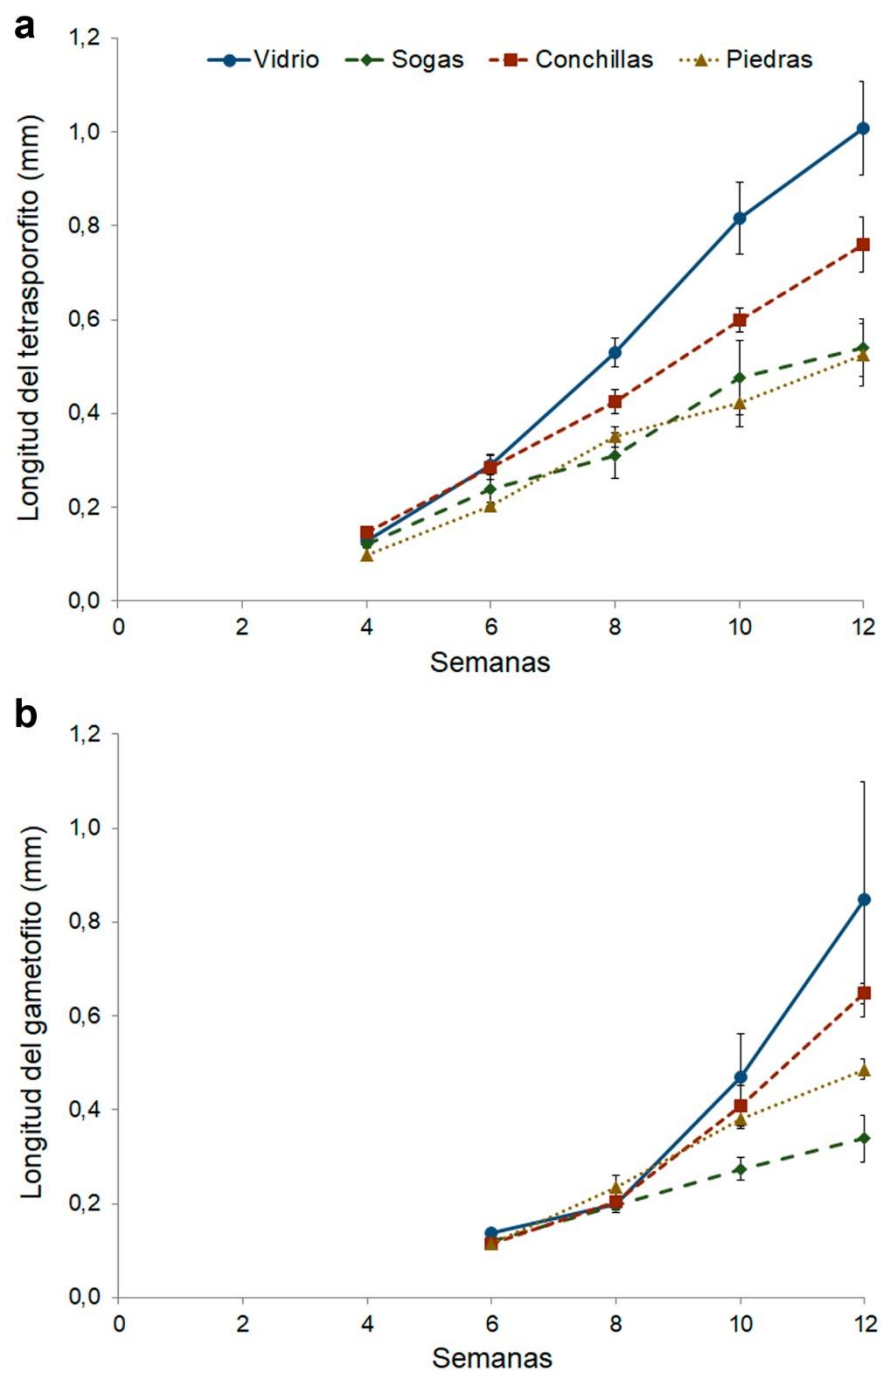 a
1,2
Vidrio Sogas Conchillas Piedras
1,0
0,8
0,6
0,4
0,2
0,0
Longitud del tetrasporofito (mm)
0 2 4 6 8 10 12
Semanas
b
1,2
1,0
0,8
0,6
0,4
0,2
0,0
Longitud del gametofito (mm)
0 2 4 6 8 10 12
Semanas